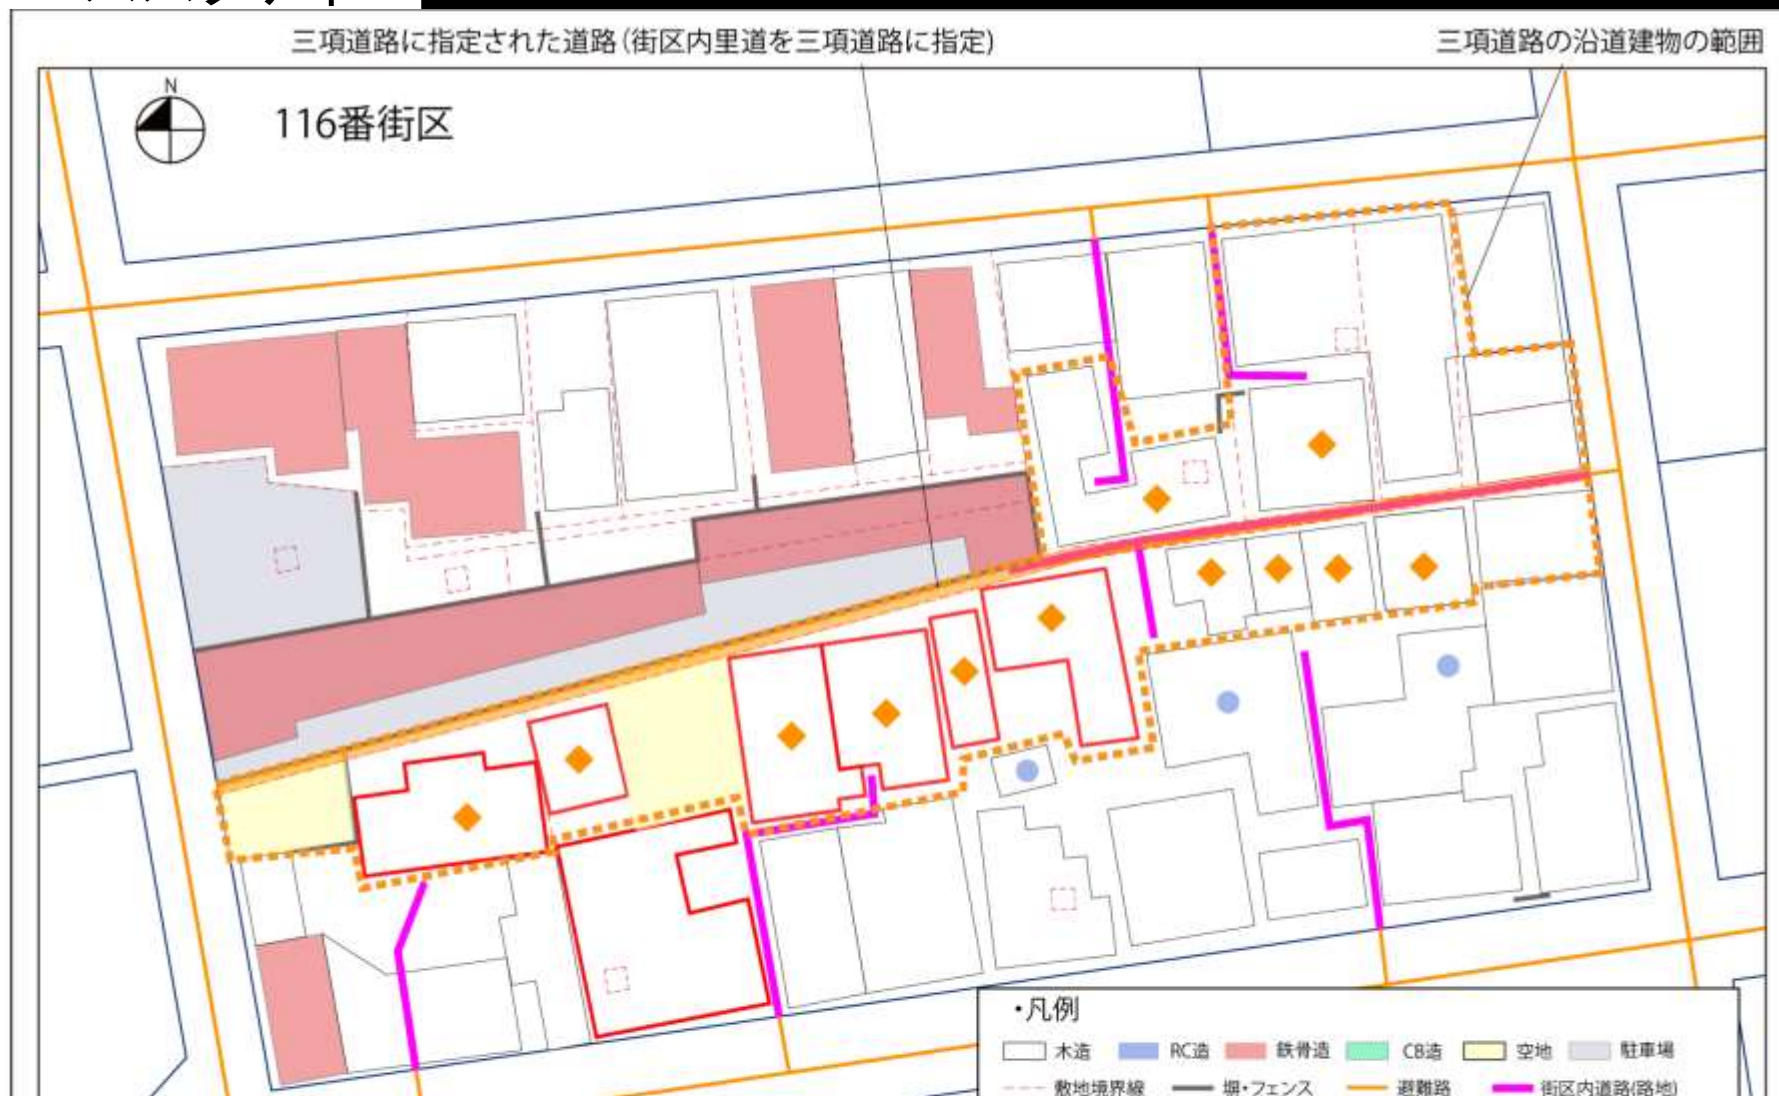 三項道路に指定された道路(街区内里道を三項道路に指定)
三項道路の沿道建物の範囲
N
116番街区
・凡例
木造 RC造 鉄骨造 CB造 空地 駐車場
敷地境界線 塀・フェンス 避難路 街区内道路(路地)